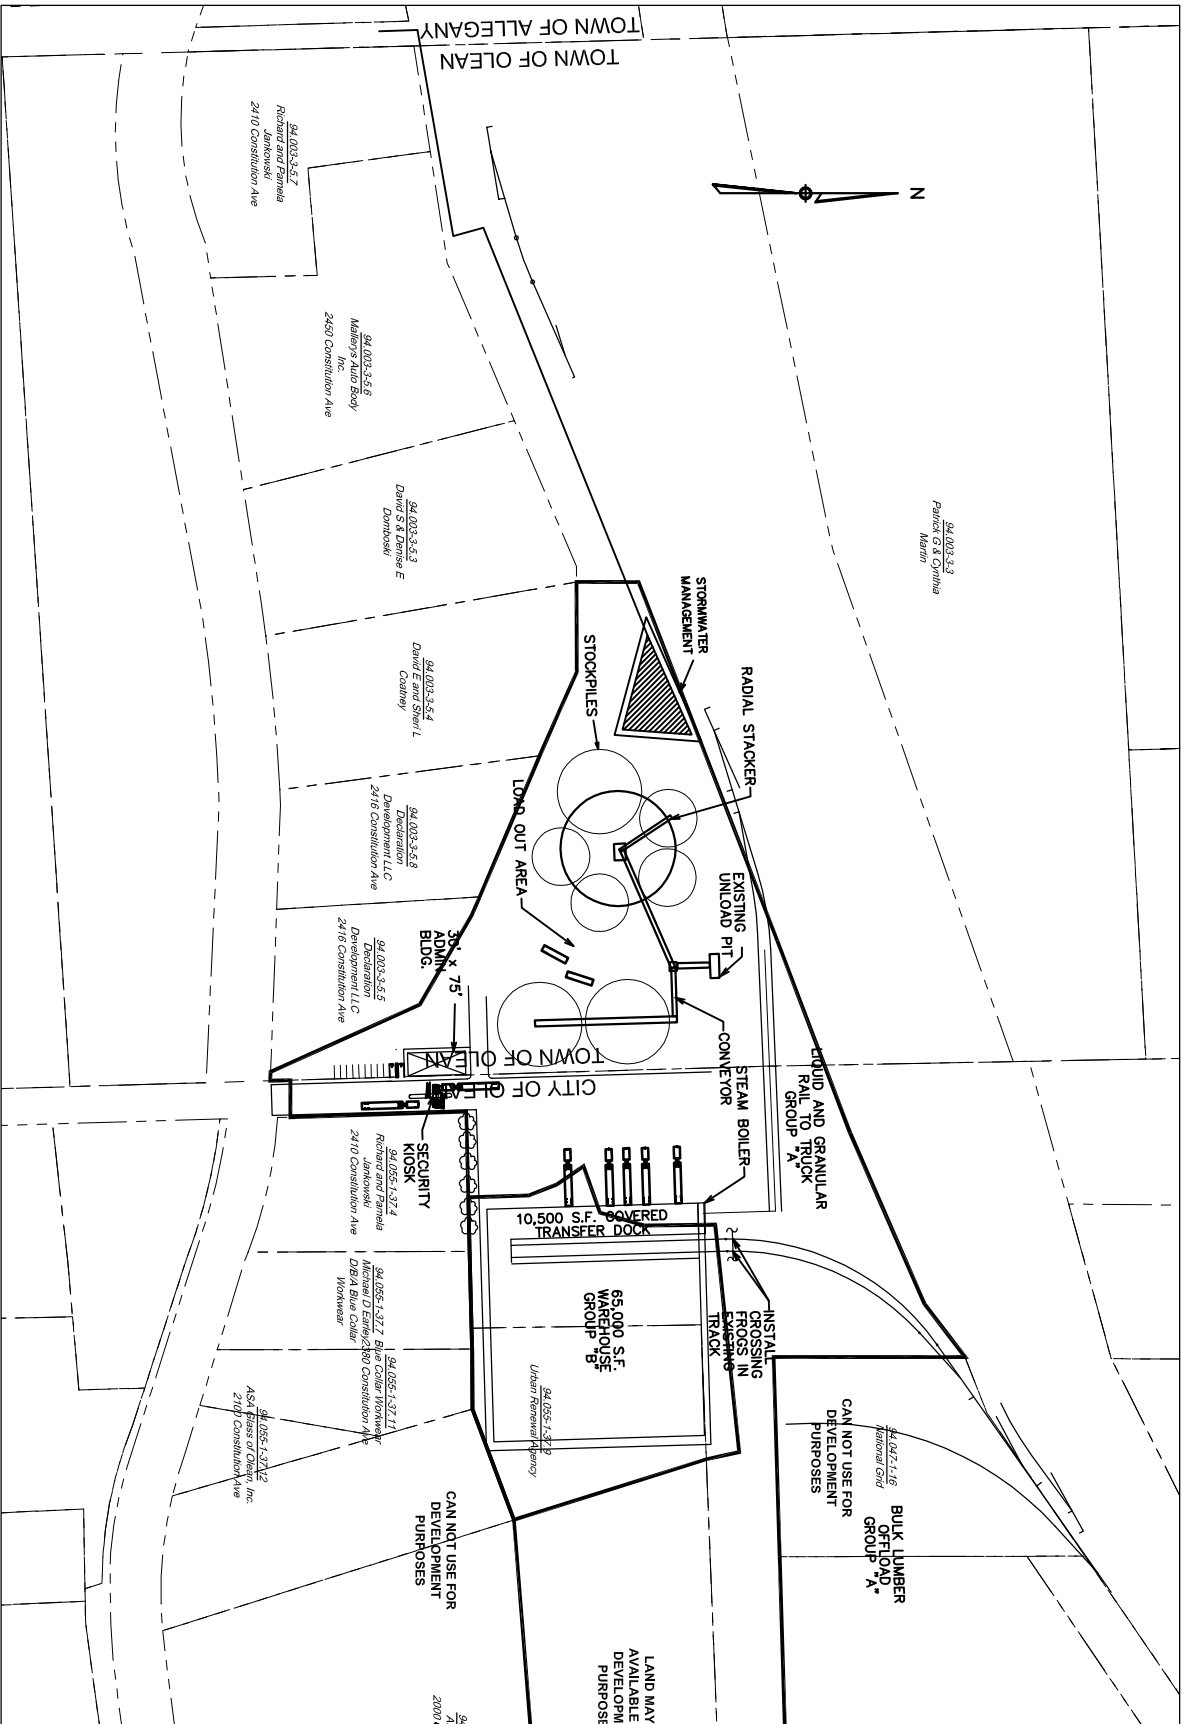 TOWN OF ALLEGANY
TOWN OF OLEAN
N
94.003-3-5.7
Richard and Pamela
Jankowski
2410 Constitution Ave
94.003-3-5.6
Mallerys Auto Body
Inc.
2450 Constitution Ave
94.003-3-5.3
David S & Denise E
Domboski
94.003-3-5.4
David E and Sheri L
Coatney
94.003-3-5.8
Declaration
Development LLC
2416 Constitution Ave
94.003-3-5.5
Declaration
Development LLC
2416 Constitution Ave
94.003-3-3
Patrick G & Cynthia
Martin
STORMWATER
MANAGEMENT
STOCKPILES
RADIAL STACKER
LOAD OUT AREA
EXISTING
UNLOAD PIT
30' x 75'
ADMIN
BLDG.
CONVEYOR
STEAM BOILER
LIQUID AND GRANULAR
RAIL TO TRUCK
GROUP "A"
TOWN OF OLEAN
CITY OF OLEAN
SECURITY
KIOSK
94.055-1-37.4
Richard and Pamela
Jankowski
2410 Constitution Ave
10,500 S.F. COVERED
TRANSFER DOCK
65,000 S.F.
WAREHOUSE
GROUP "B"
INSTALL
CROSSING
FROGS IN
EXISTING
TRACK
94.055-1-37.7
Michael D Earley
D/B/A Blue Collar
Workwear
94.055-1-37.11
Blue Collar Workwear
2380 Constitution Ave
94.055-1-37.12
ASA Glass of Olean, Inc.
2100 Constitution Ave
94.055-1-37.9
Urban Renewal Agency
94.047-1-16
National Grid
CAN NOT USE FOR
DEVELOPMENT
PURPOSES
BULK LUMBER
OFFLOAD
GROUP "A"
CAN NOT USE FOR
DEVELOPMENT
PURPOSES
LAND MAY
AVAILABLE
DEVELOPM
PURPOSE
94
A
2000